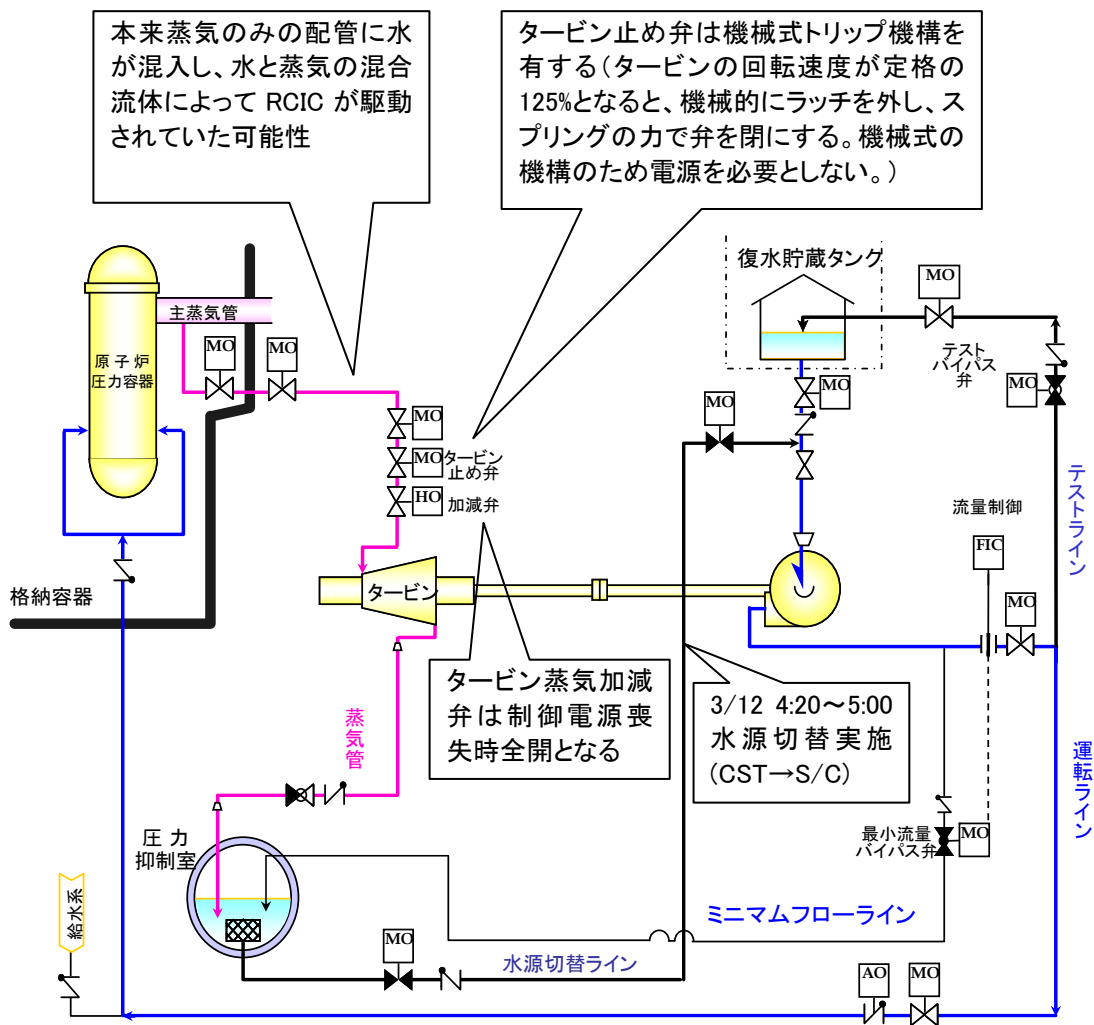 本来蒸気のみの配管に水
が混入し、水と蒸気の混合
流体によって RCIC が駆動
されていた可能性
タービン止め弁は機械式トリップ機構を
有する(タービンの回転速度が定格の
125%となると、機械的にラッチを外し、ス
プリングの力で弁を閉にする。機械式の
機構のため電源を必要としない。)
復水貯蔵タンク
MO
主蒸気管
原子炉
圧力容器
MO
MO
テスト
バイパス
弁
MO
MO
MO
MO
MO
タービン
止め弁
HO
加減弁
テストライン
流量制御
FIC
格納容器
タービン
MO
タービン蒸気加減
弁は制御電源喪
失時全開となる
3/12 4:20~5:00
水源切替実施
(CST→S/C)
蒸気管
運転ライン
圧力
抑制室
最小流量
バイパス弁
MO
ミニマムフローライン
給水系
MO
水源切替ライン
AO
MO